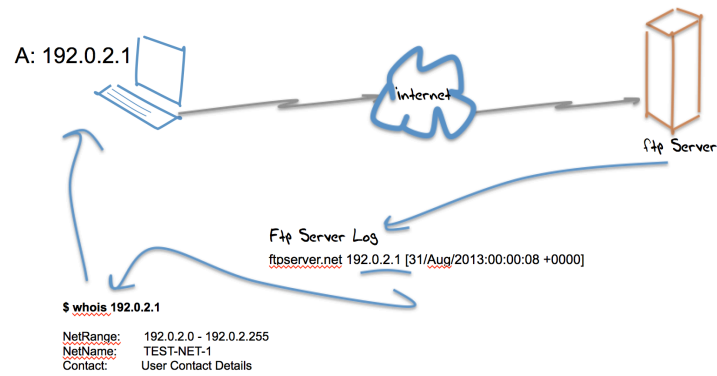 A: 192.0.2.1
internet
ftp Server
Ftp Server Log
ftpserver.net 192.0.2.1 [31/Aug/2013:00:00:08 +0000]
$ whois 192.0.2.1
NetRange: 192.0.2.0 - 192.0.2.255
NetName: TEST-NET-1
Contact: User Contact Details